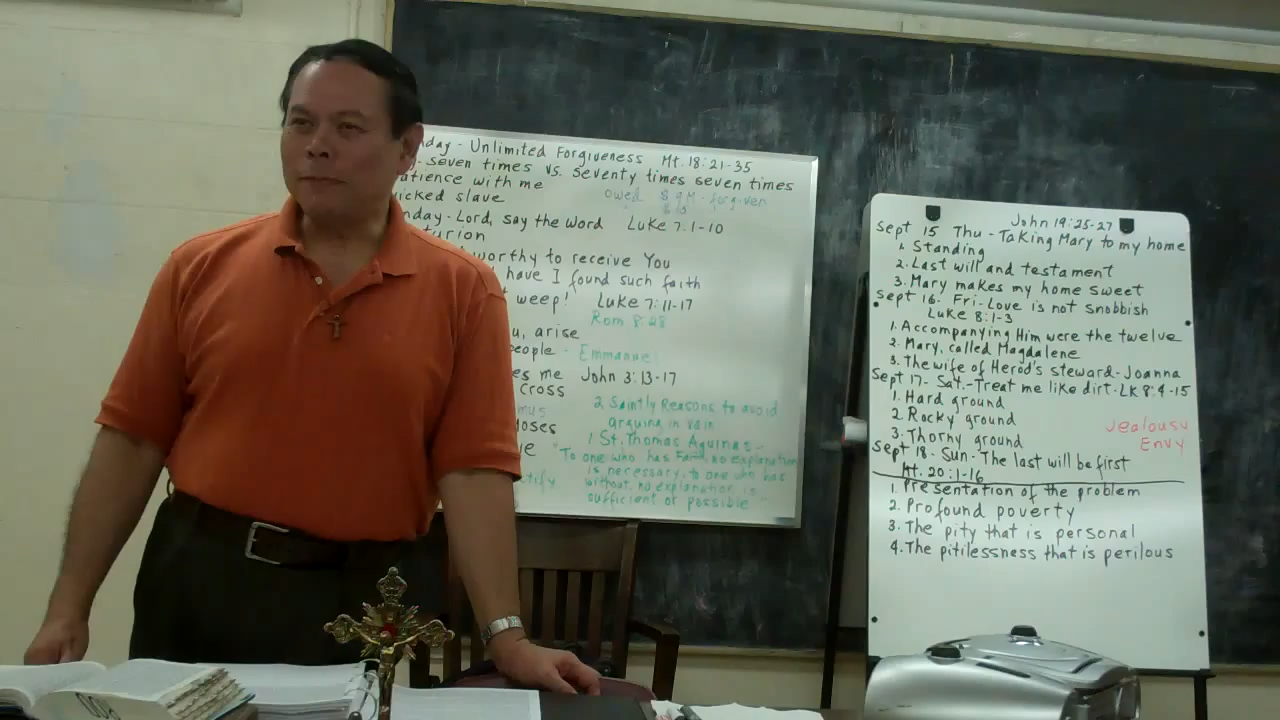 day - Unlimited Forgiveness Mt. 18:21-35
seven times vs. seventy times seven times
atience with me
owed forgiven
wicked slave
nday - Lord, say the word Luke 7:1-10
turion
worthy to receive You
have I found such faith
weep! Luke 7:11-17
Rom 8:28
u, arise
people - Emmanuel
es me John 3:13-17
Cross
2 Saintly Reasons to avoid
arguing in vain
mus
oses
1 St. Thomas Aquinas -
"To one who has Faith, no explanation
is necessary, to one who has
without, no explanation is
sufficient or possible"
John 19:25-27
Sept 15 Thu - Taking Mary to my home
1. Standing
2. Last will and testament
3. Mary makes my home sweet
Sept 16. Fri - Love is not snobbish
Luke 8:1-3
1. Accompanying Him were the twelve
2. Mary, called Magdalene
3. The wife of Herod's steward - Joanna
Sept 17 - Sat. - Treat me like dirt. Lk 8:4-15
1. Hard ground
2. Rocky ground
3. Thorny ground
Jealousy
Envy
Sept 18 - Sun - The last will be first
Mt. 20:1-16
1. Presentation of the problem
2. Profound poverty
3. The pity that is personal
4. The pitilessness that is perilous